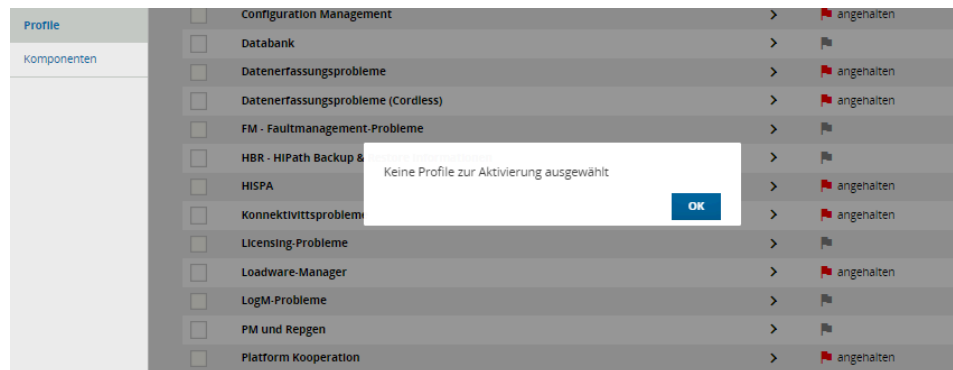 Profile
Komponenten
Configuration Management angehalten
Databank
Datenerfassungsprobleme angehalten
Datenerfassungsprobleme (Cordless) angehalten
FM - Faultmanagement-Probleme
HBR - HIPath Backup &
HISPA angehalten
Konnektivittsprobleme angehalten
Licensing-Probleme
Loadware-Manager angehalten
LogM-Probleme
PM und Repgen
Platform Kooperation angehalten
Keine Profile zur Aktivierung ausgewählt
OK